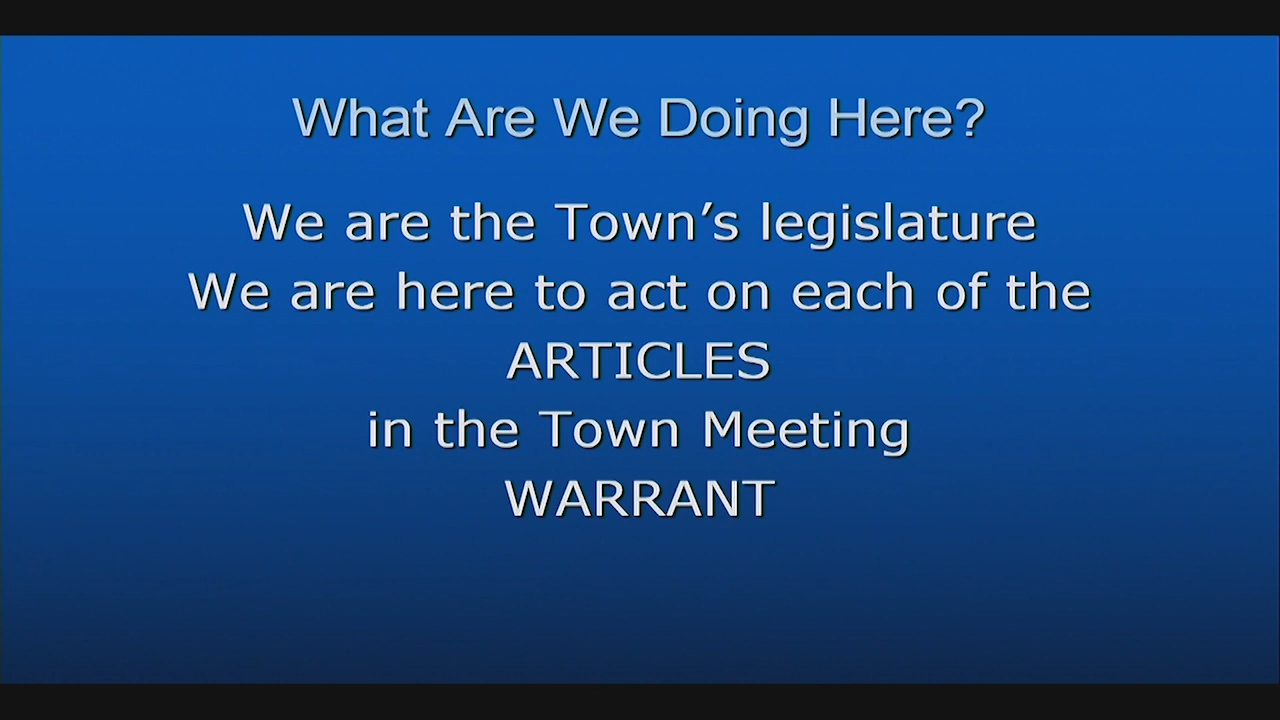 What Are We Doing Here?
We are the Town’s legislature
We are here to act on each of the
ARTICLES
in the Town Meeting
WARRANT